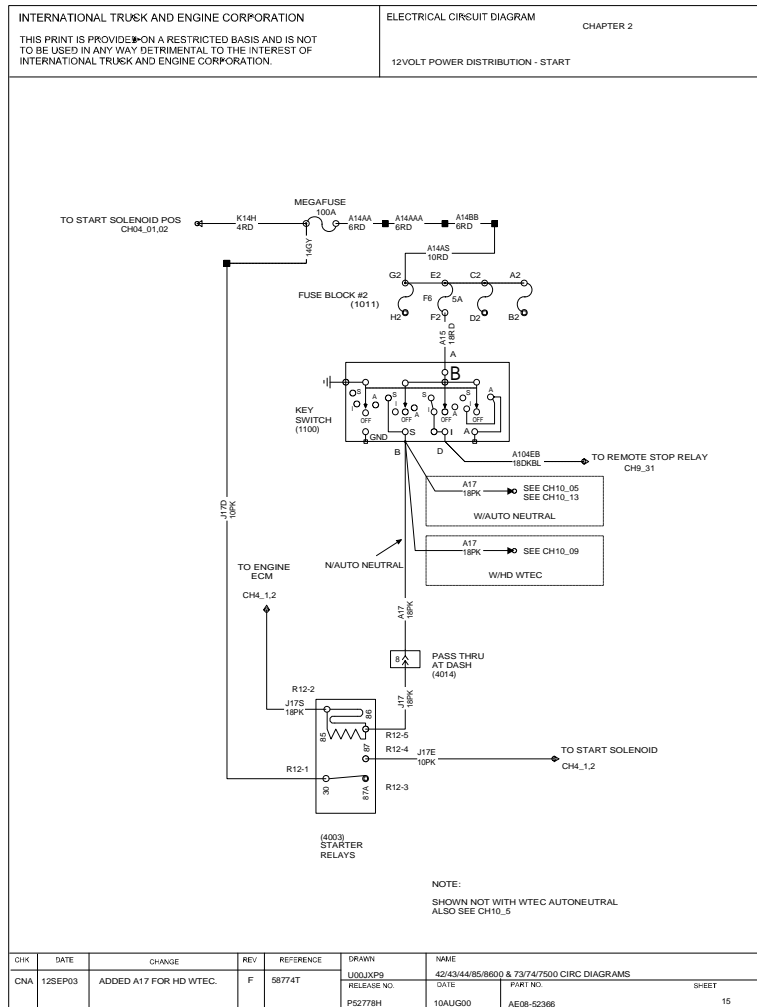 INTERNATIONAL TRUCK AND ENGINE CORPORATION
THIS PRINT IS PROVIDED ON A RESTRICTED BASIS AND IS NOT
TO BE USED IN ANY WAY DETRIMENTAL TO THE INTEREST OF
INTERNATIONAL TRUCK AND ENGINE CORPORATION.
ELECTRICAL CIRCUIT DIAGRAM
CHAPTER 2
12VOLT POWER DISTRIBUTION - START
MEGAFUSE
100A
TO START SOLENOID POS
CH04_01,02
K14H
4RD
A14AA
6RD
A14AAA
6RD
A14BB
6RD
14GY
A14AS
10RD
G2
E2
C2
A2
FUSE BLOCK #2
(1011)
F6
5A
H2
F2
D2
B2
A15
18RD
A
B
S
I
A
OFF
S
I
A
OFF
S
I
A
OFF
S
I
A
OFF
KEY
SWITCH
(1100)
GND
S
I
A
B
D
A104EB
18DKBL
TO REMOTE STOP RELAY
CH9_31
A17
18PK
SEE CH10_05
SEE CH10_13
W/AUTO NEUTRAL
J17D
10PK
A17
18PK
SEE CH10_09
W/HD WTEC
N/AUTO NEUTRAL
TO ENGINE
ECM
CH4_1,2
A17
18PK
8
PASS THRU
AT DASH
(4014)
J17
18PK
R12-2
J17S
18PK
86
85
87
R12-5
R12-4
J17E
10PK
TO START SOLENOID
CH4_1,2
R12-1
30
87A
R12-3
(4003)
STARTER
RELAYS
NOTE:
SHOWN NOT WITH WTEC AUTONEUTRAL
ALSO SEE CH10_5
CHK
DATE
CHANGE
REV
REFERENCE
DRAWN
NAME
CNA
12SEP03
ADDED A17 FOR HD WTEC.
F
58774T
U00JXP9
42/43/44/85/8600 & 73/74/7500 CIRC DIAGRAMS
RELEASE NO.
DATE
PART NO.
SHEET
P52778H
10AUG00
AE08-52366
15